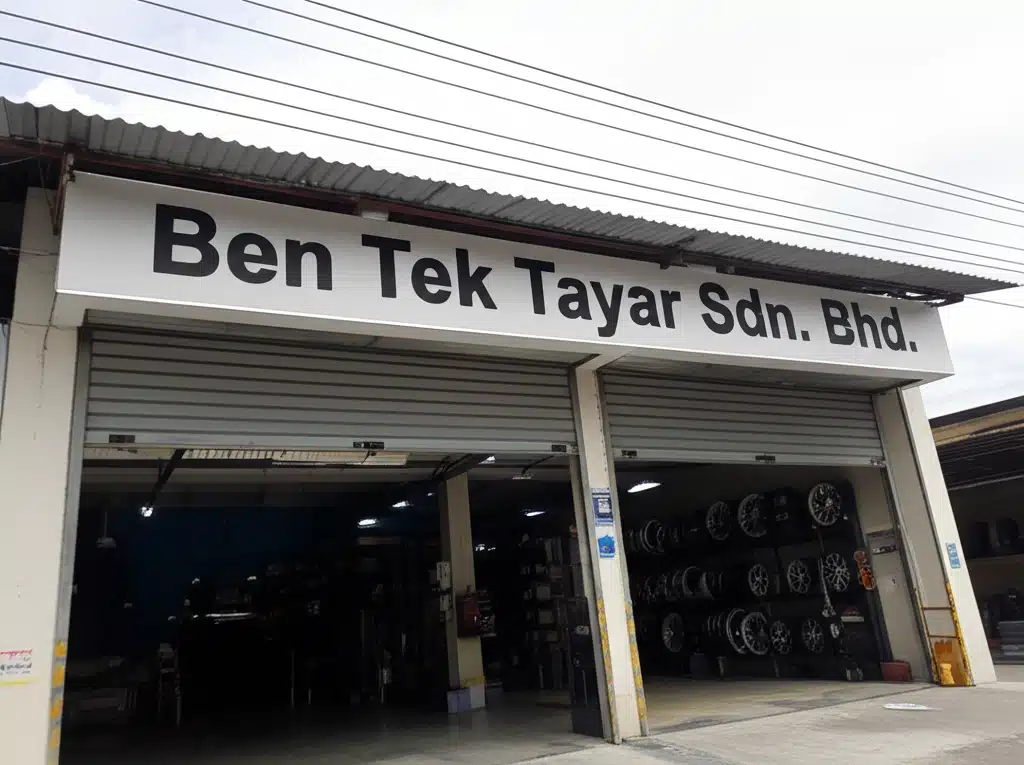 Ben Tek Tayar Sdn. Bhd.